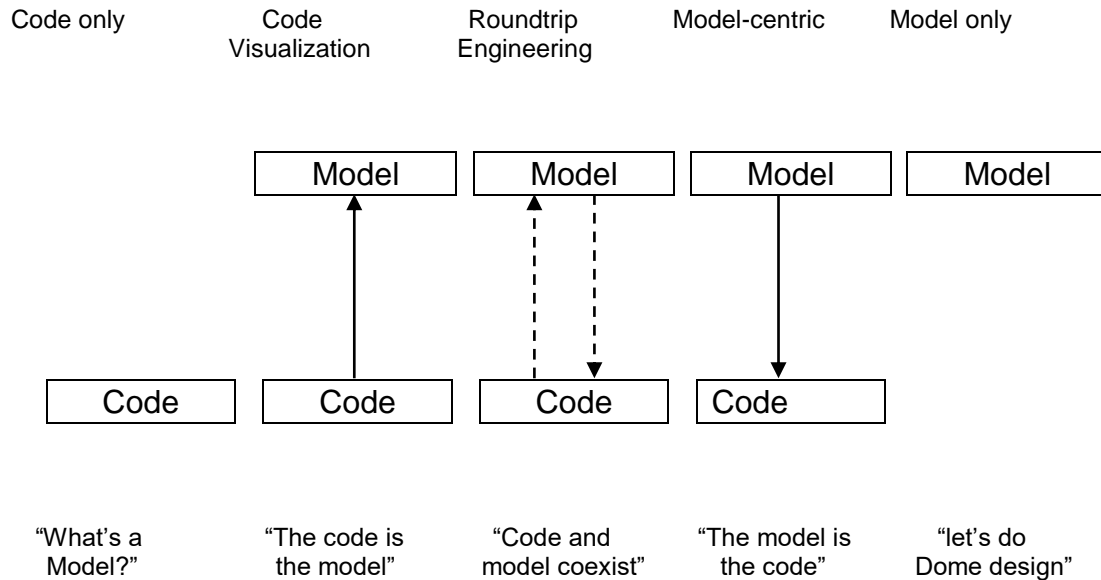 Code only
Code
Visualization
Roundtrip
Engineering
Model-centric
Model only
Model
Model
Model
Model
Code
Code
Code
Code
“What’s a
Model?”
“The code is
the model”
“Code and
model coexist”
“The model is
the code”
“let’s do
Dome design”